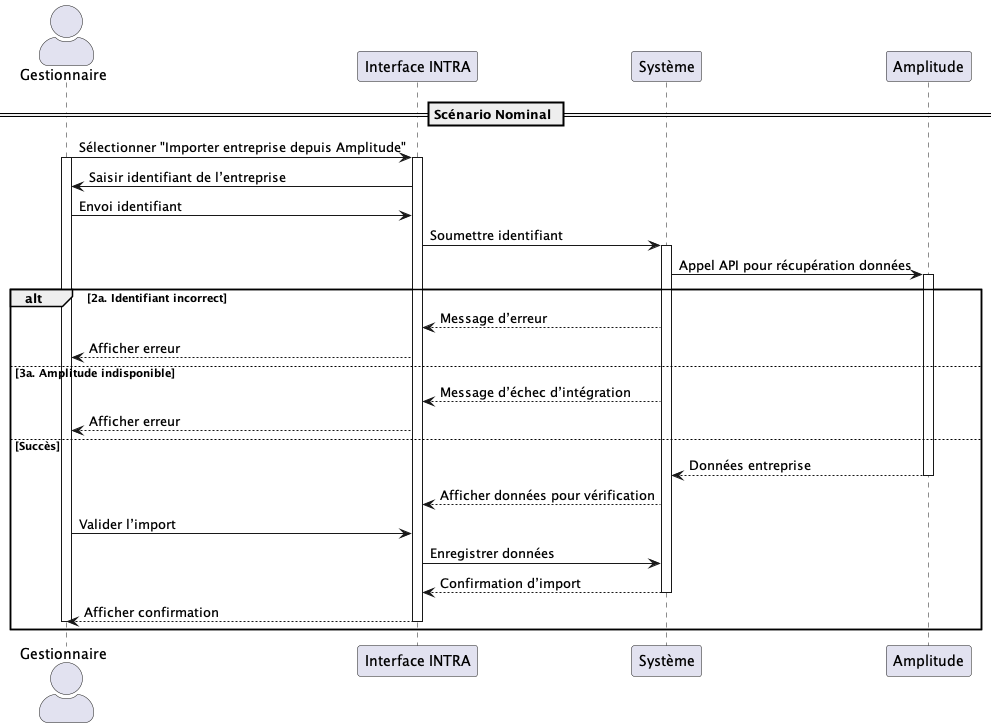 Gestionnaire
Interface INTRA
Système
Amplitude
Scénario Nominal
Sélectionner "Importer entreprise depuis Amplitude"
Saisir identifiant de l'entreprise
Envoi identifiant
Soumettre identifiant
Appel API pour récupération données
alt
[2a. Identifiant incorrect]
Message d'erreur
Afficher erreur
[3a. Amplitude indisponible]
Message d'échec d'intégration
Afficher erreur
[Succès]
Données entreprise
Afficher données pour vérification
Valider l'import
Enregistrer données
Confirmation d'import
Afficher confirmation
Gestionnaire
Interface INTRA
Système
Amplitude